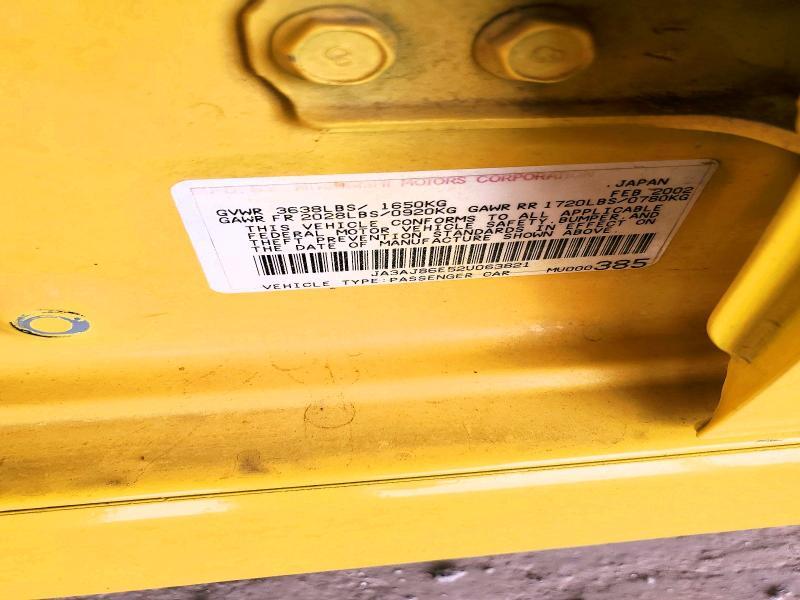 MOTORS CORPORATION
JAPAN
FEB 2002
GVWR 3638LBS/ 1650KG GAWR RR 1720LBS/0780KG
GAWR FR 2028LBS/0920KG
THIS VEHICLE CONFORMS TO ALL APPLICABLE
FEDERAL MOTOR VEHICLE SAFETY, BUMPER, AND
THEFT PREVENTION STANDARDS IN EFFECT ON
THE DATE OF MANUFACTURE SHOWN ABOVE.
JA3AJ86E52U063821
VEHICLE TYPE:PASSENGER CAR MU000385